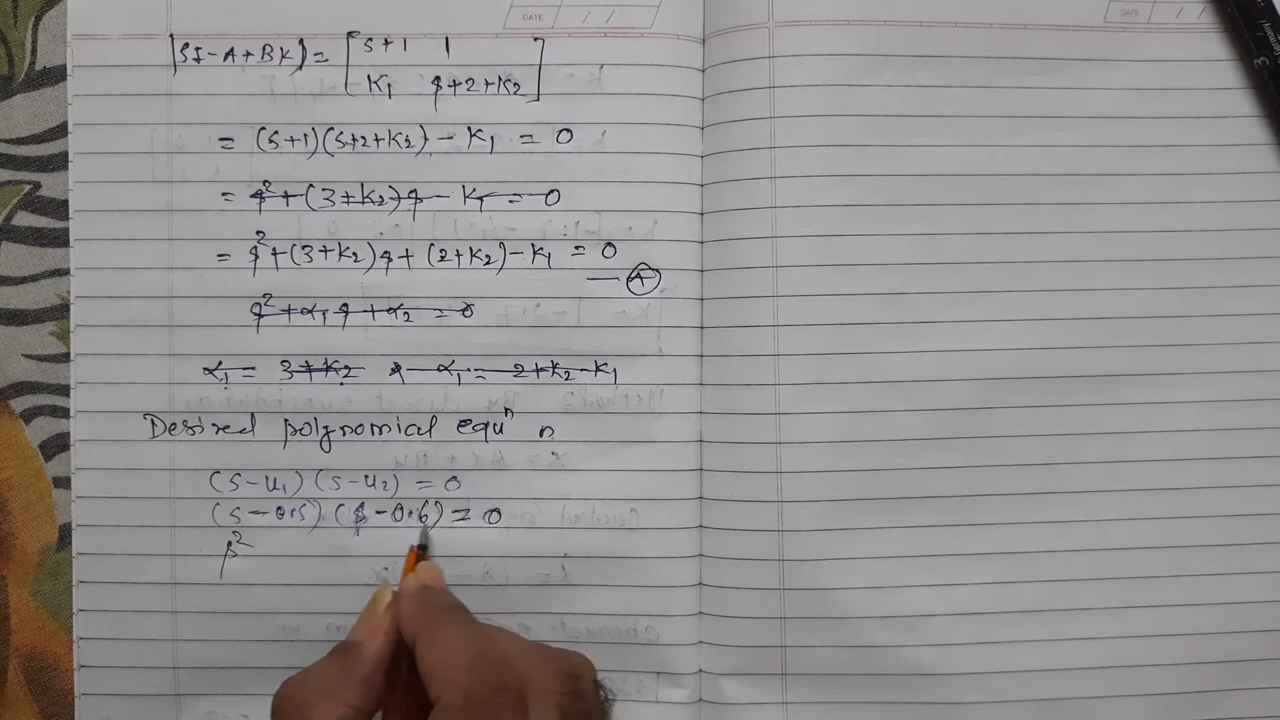 DATE / /
DATE / /
|SI-A+BK| = [s+1 1
K₁ s+2+K₂]
= (s+1)(s+2+K₂) - K₁ = 0
= s²+(3+K₂)s - K₁ = 0
= s²+(3+K₂)s+(2+K₂)-K₁ = 0
— Ⓐ
s²+α₁s+α₂ = 0
α₁ = 3+K₂ & α₁ = 2+K₂-K₁
Desired polynomical equⁿ n
(s-u₁)(s-u₂) = 0
(s-0.5)(s-0.6) = 0
s²